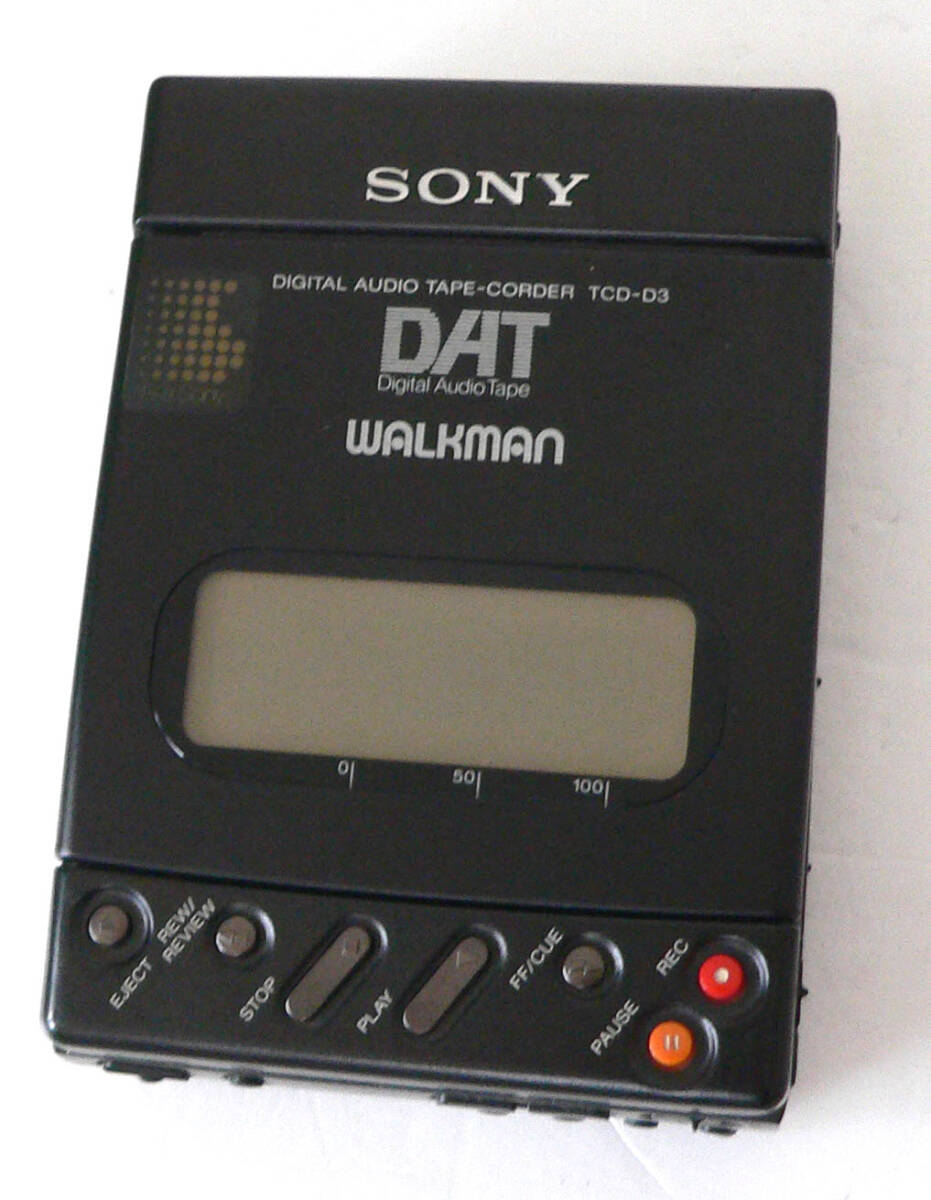 SONY
DIGITAL AUDIO TAPE-CORDER TCD-D3
DAT
Digital Audio Tape
WALKMAN
0
50
100
EJECT
REW/
REVIEW
STOP
PLAY
FF/CUE
REC
PAUSE